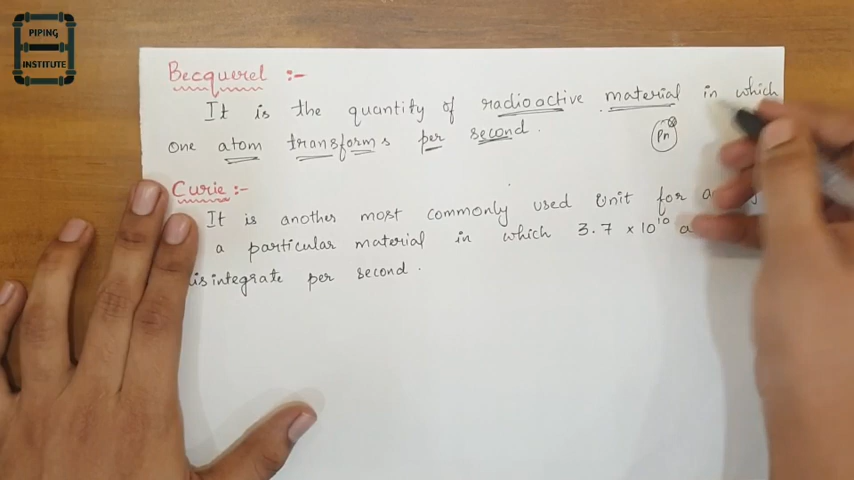 PIPING
INSTITUTE
Becquerel :-
It is the quantity of radioactive material in which
one atom transforms per second.
Pn
Curie :-
It is another most commonly used Unit for
a particular material in which 3.7 × 10¹⁰ a
isintegrate per second.